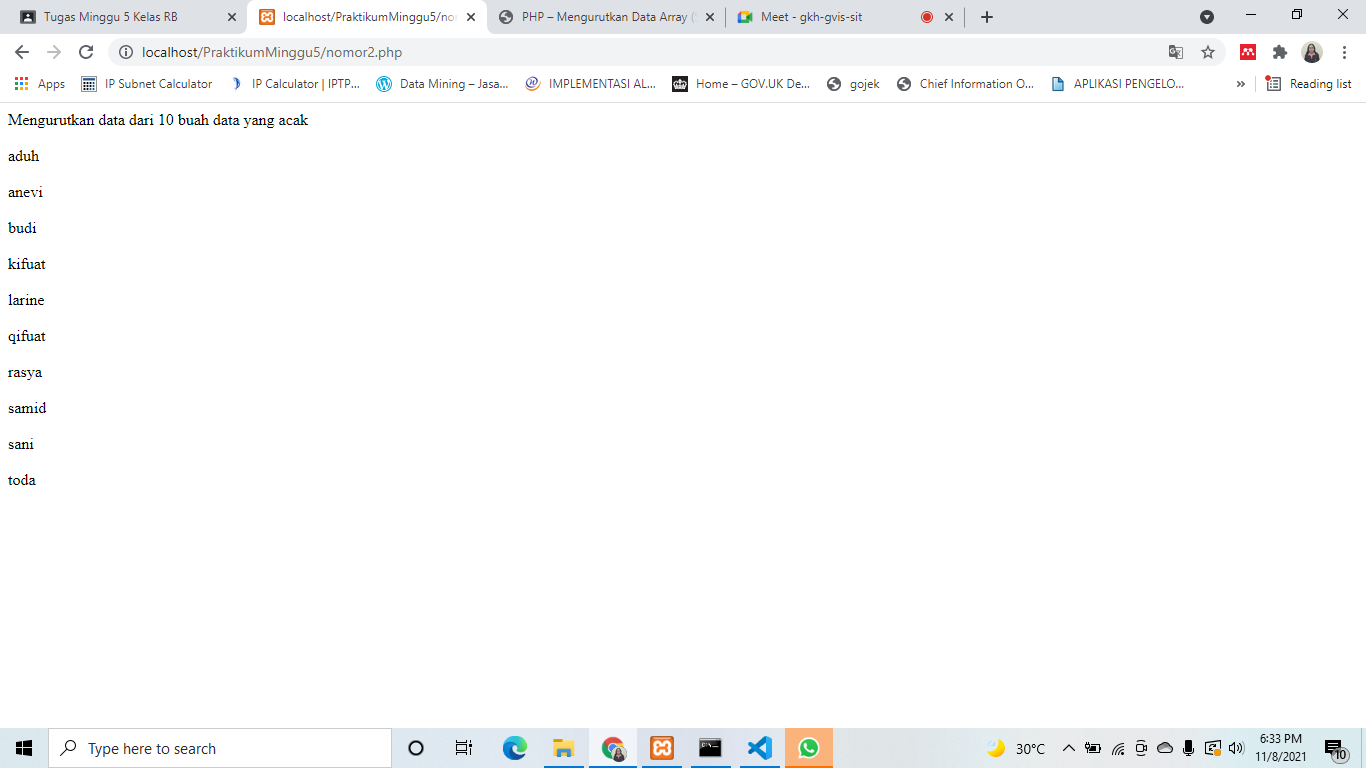 Tugas Minggu 5 Kelas RB
localhost/PraktikumMinggu5/no
PHP – Mengurutkan Data Array (
Meet - gkh-gvis-sit
localhost/PraktikumMinggu5/nomor2.php
Apps
IP Subnet Calculator
IP Calculator | IPTP...
Data Mining – Jasa...
IMPLEMENTASI AL...
Home – GOV.UK De...
gojek
Chief Information O...
APLIKASI PENGELO...
»
Reading list
Mengurutkan data dari 10 buah data yang acak
aduh
anevi
budi
kifuat
larine
qifuat
rasya
samid
sani
toda
Type here to search
30°C
6:33 PM
11/8/2021
10